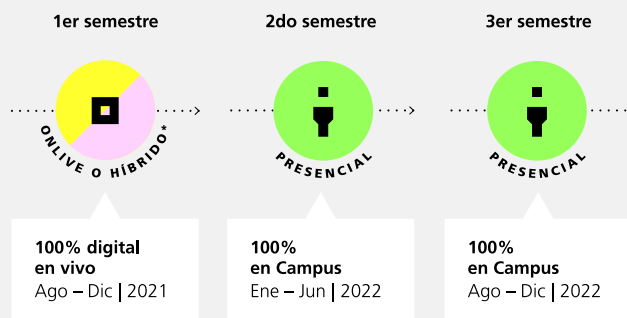 1er semestre
2do semestre
3er semestre
ONLIVE O HÍBRIDO*
PRESENCIAL
PRESENCIAL
100% digital
en vivo
Ago – Dic | 2021
100%
en Campus
Ene – Jun | 2022
100%
en Campus
Ago – Dic | 2022